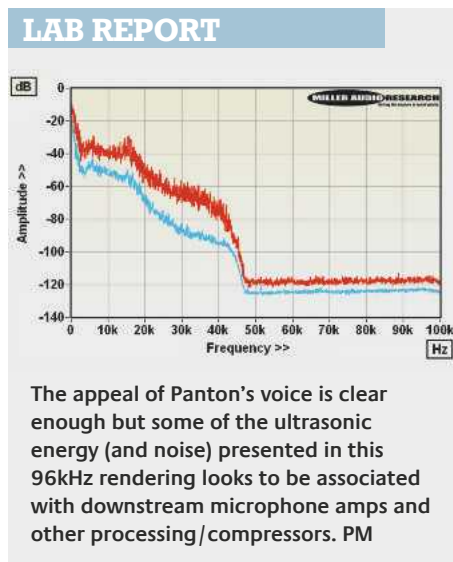 LAB REPORT
dB
MILLER AUDIO RESEARCH
0
-20
-40
-60
-80
-100
-120
-140
Amplitude >>
0 10k 20k 30k 40k 50k 60k 70k 80k 90k 100k
Frequency >>
Hz
The appeal of Panton's voice is clear
enough but some of the ultrasonic
energy (and noise) presented in this
96kHz rendering looks to be associated
with downstream microphone amps and
other processing/compressors. PM